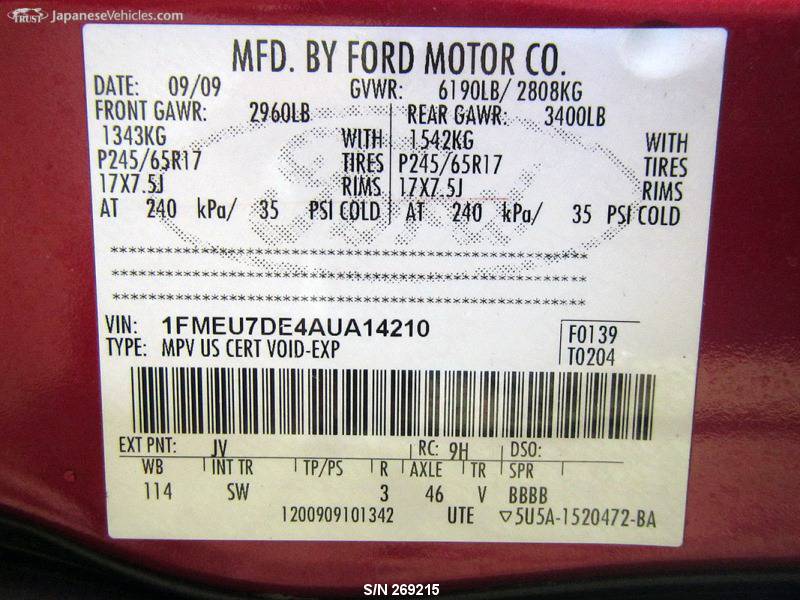 TRUST JapaneseVehicles.com
MFD. BY FORD MOTOR CO.
DATE: 09/09 GVWR: 6190LB/ 2808KG
FRONT GAWR: 2960LB REAR GAWR: 3400LB
1343KG WITH 1542KG WITH
P245/65R17 TIRES P245/65R17 TIRES
17X7.5J RIMS 17X7.5J RIMS
AT 240 kPa/ 35 PSI COLD AT 240 kPa/ 35 PSI COLD
VIN: 1FMEU7DE4AUA14210
F0139
TYPE: MPV US CERT VOID-EXP
T0204
EXT PNT: JV RC: 9H DSO:
WB INT TR TP/PS R AXLE TR SPR
114 SW 3 46 V BBBB
1200909101342 UTE ▽5U5A-1520472-BA
S/N 269215